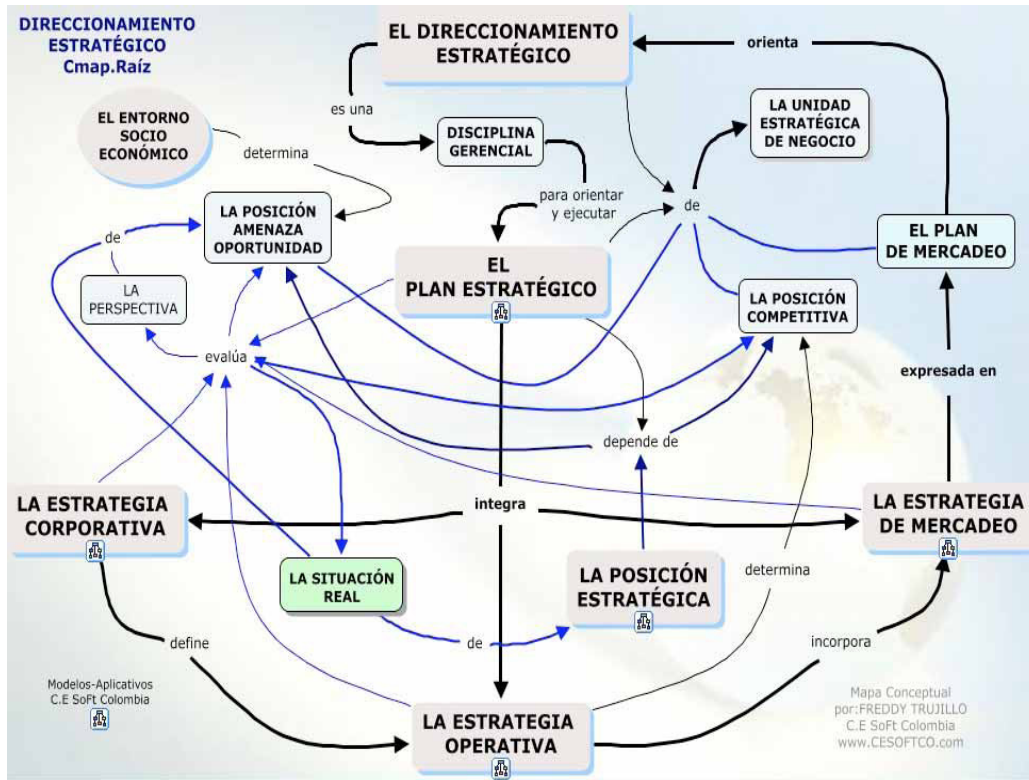 DIRECCIONAMIENTO
ESTRATÉGICO
Cmap.Raíz
EL DIRECCIONAMIENTO
ESTRATÉGICO
orienta
es una
EL ENTORNO
SOCIO
ECONÓMICO
determina
DISCIPLINA
GERENCIAL
LA UNIDAD
ESTRATÉGICA
DE NEGOCIO
para orientar
y ejecutar
de
LA POSICIÓN
AMENAZA
OPORTUNIDAD
de
EL PLAN
DE MERCADEO
EL
PLAN ESTRATÉGICO
LA
PERSPECTIVA
LA POSICIÓN
COMPETITIVA
evalúa
expresada en
depende de
LA ESTRATEGIA
CORPORATIVA
integra
LA ESTRATEGIA
DE MERCADEO
LA SITUACIÓN
REAL
LA POSICIÓN
ESTRATÉGICA
determina
define
de
incorpora
Modelos-Aplicativos
C.E SoFt Colombia
LA ESTRATEGIA
OPERATIVA
Mapa Conceptual
por:FREDDY TRUJILLO
C.E SoFt Colombia
www.CESOFTCO.com